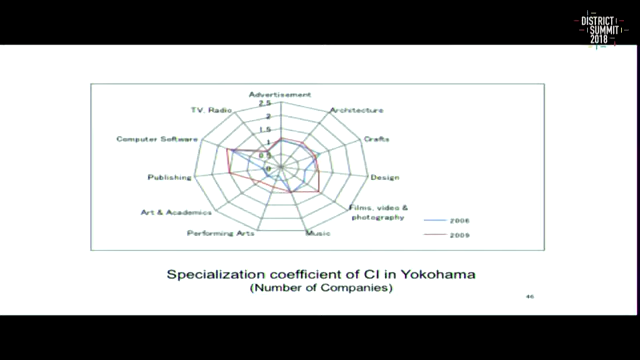 DISTRICT
SUMMIT
2018
Advertisement
2.5
2
1.5
1
0.5
0
TV. Radio
Architecture
Computer Software
Crafts
Publishing
Design
Art & Academics
Films, video &
photography
Performing Arts
Music
2006
2009
Specialization coefficient of CI in Yokohama
(Number of Companies)
46